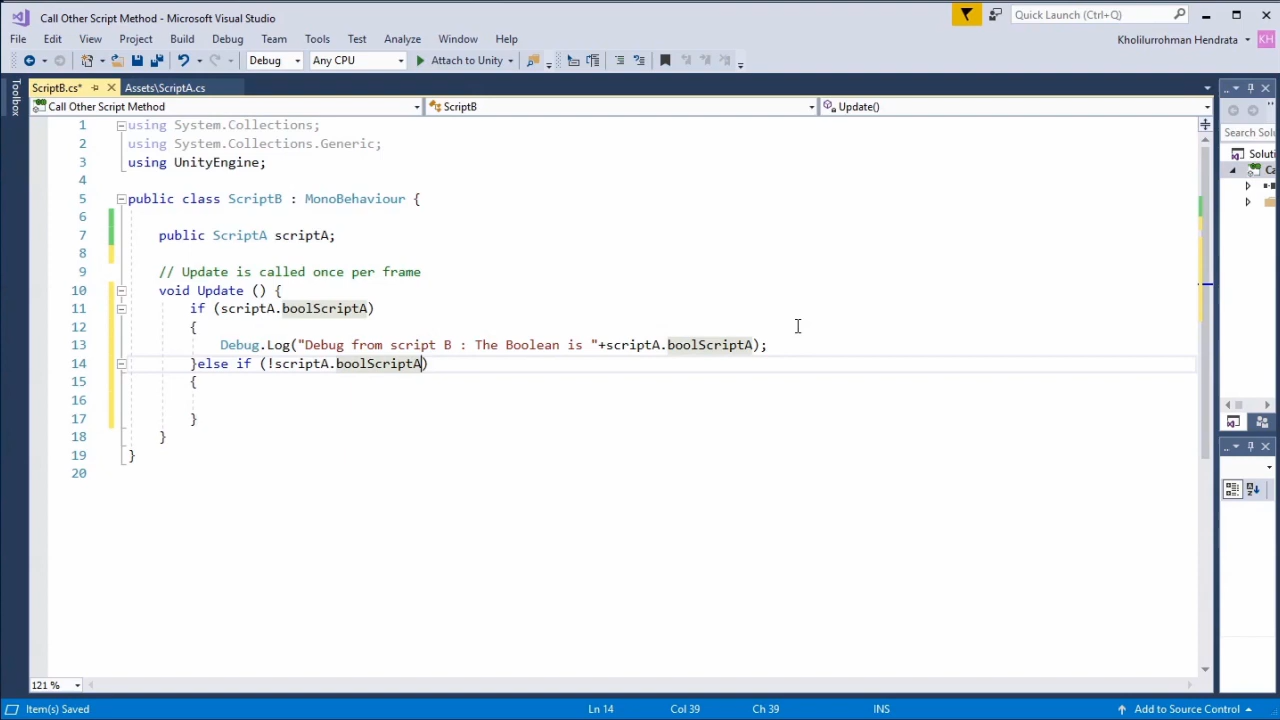 Call Other Script Method - Microsoft Visual Studio
Quick Launch (Ctrl+Q)
File Edit View Project Build Debug Team Tools Test Analyze Window Help
Kholilurrohman Hendrata KH
Debug Any CPU Attach to Unity
Toolbox
ScriptB.cs* Assets\ScriptA.cs
Call Other Script Method ScriptB Update()
Search Solu
Soluti
Ca
1 using System.Collections;
2 using System.Collections.Generic;
3 using UnityEngine;
4
5 public class ScriptB : MonoBehaviour {
6
7 public ScriptA scriptA;
8
9 // Update is called once per frame
10 void Update () {
11 if (scriptA.boolScriptA)
12 {
13 Debug.Log("Debug from script B : The Boolean is "+scriptA.boolScriptA);
14 }else if (!scriptA.boolScriptA)
15 {
16
17 }
18 }
19 }
20
121 %
Item(s) Saved Ln 14 Col 39 Ch 39 INS Add to Source Control